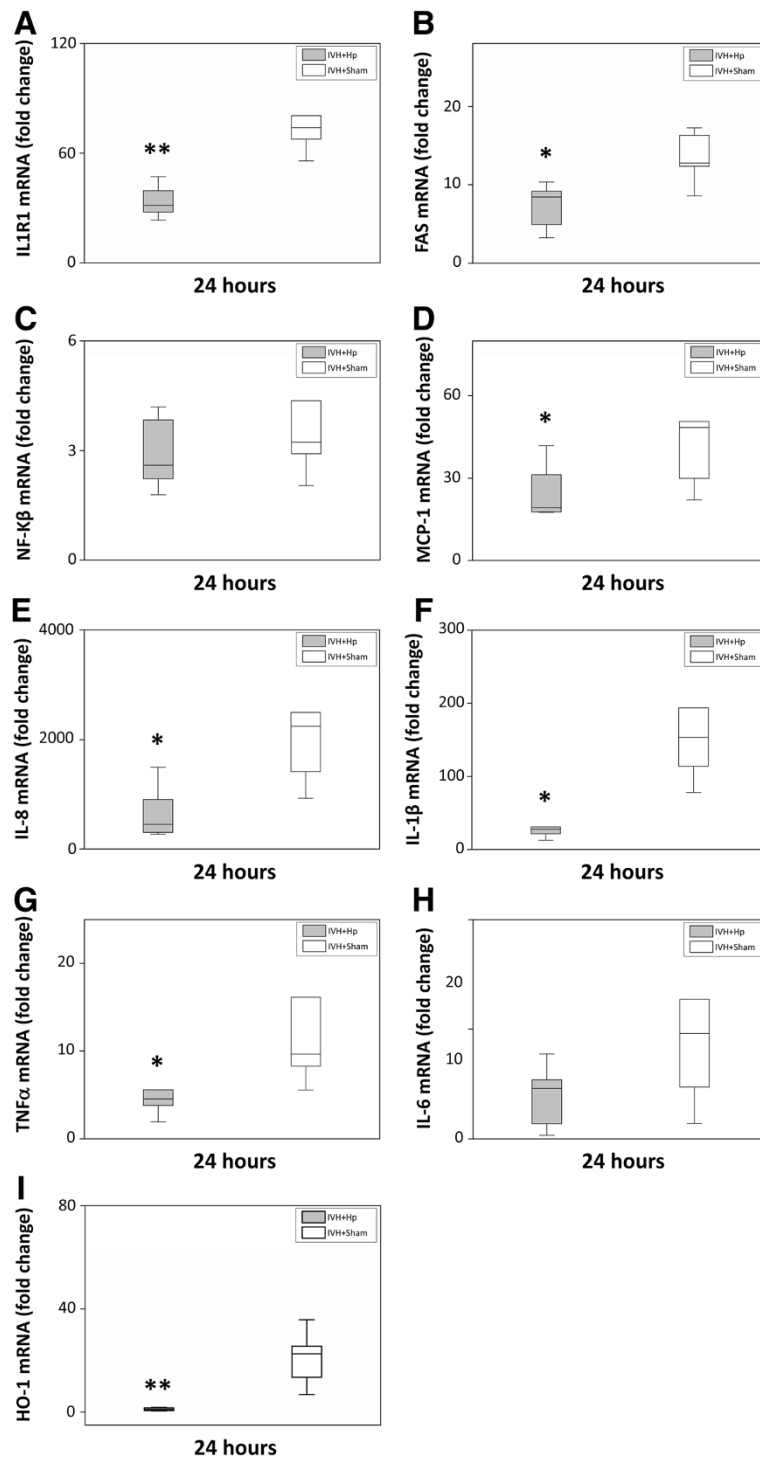 A
IL1R1 mRNA (fold change)
120
60
0
IVH+Hp
IVH+Sham
**
24 hours
B
FAS mRNA (fold change)
20
10
0
IVH+Hp
IVH+Sham
*
24 hours
C
NF-Kβ mRNA (fold change)
6
3
0
IVH+Hp
IVH+Sham
24 hours
D
MCP-1 mRNA (fold change)
60
30
0
IVH+Hp
IVH+Sham
*
24 hours
E
IL-8 mRNA (fold change)
4000
2000
0
IVH+Hp
IVH+Sham
*
24 hours
F
IL-1β mRNA (fold change)
300
200
100
0
IVH+Hp
IVH+Sham
*
24 hours
G
TNFα mRNA (fold change)
20
10
0
IVH+Hp
IVH+Sham
*
24 hours
H
IL-6 mRNA (fold change)
20
10
0
IVH+Hp
IVH+Sham
24 hours
I
HO-1 mRNA (fold change)
80
40
0
IVH+Hp
IVH+Sham
**
24 hours